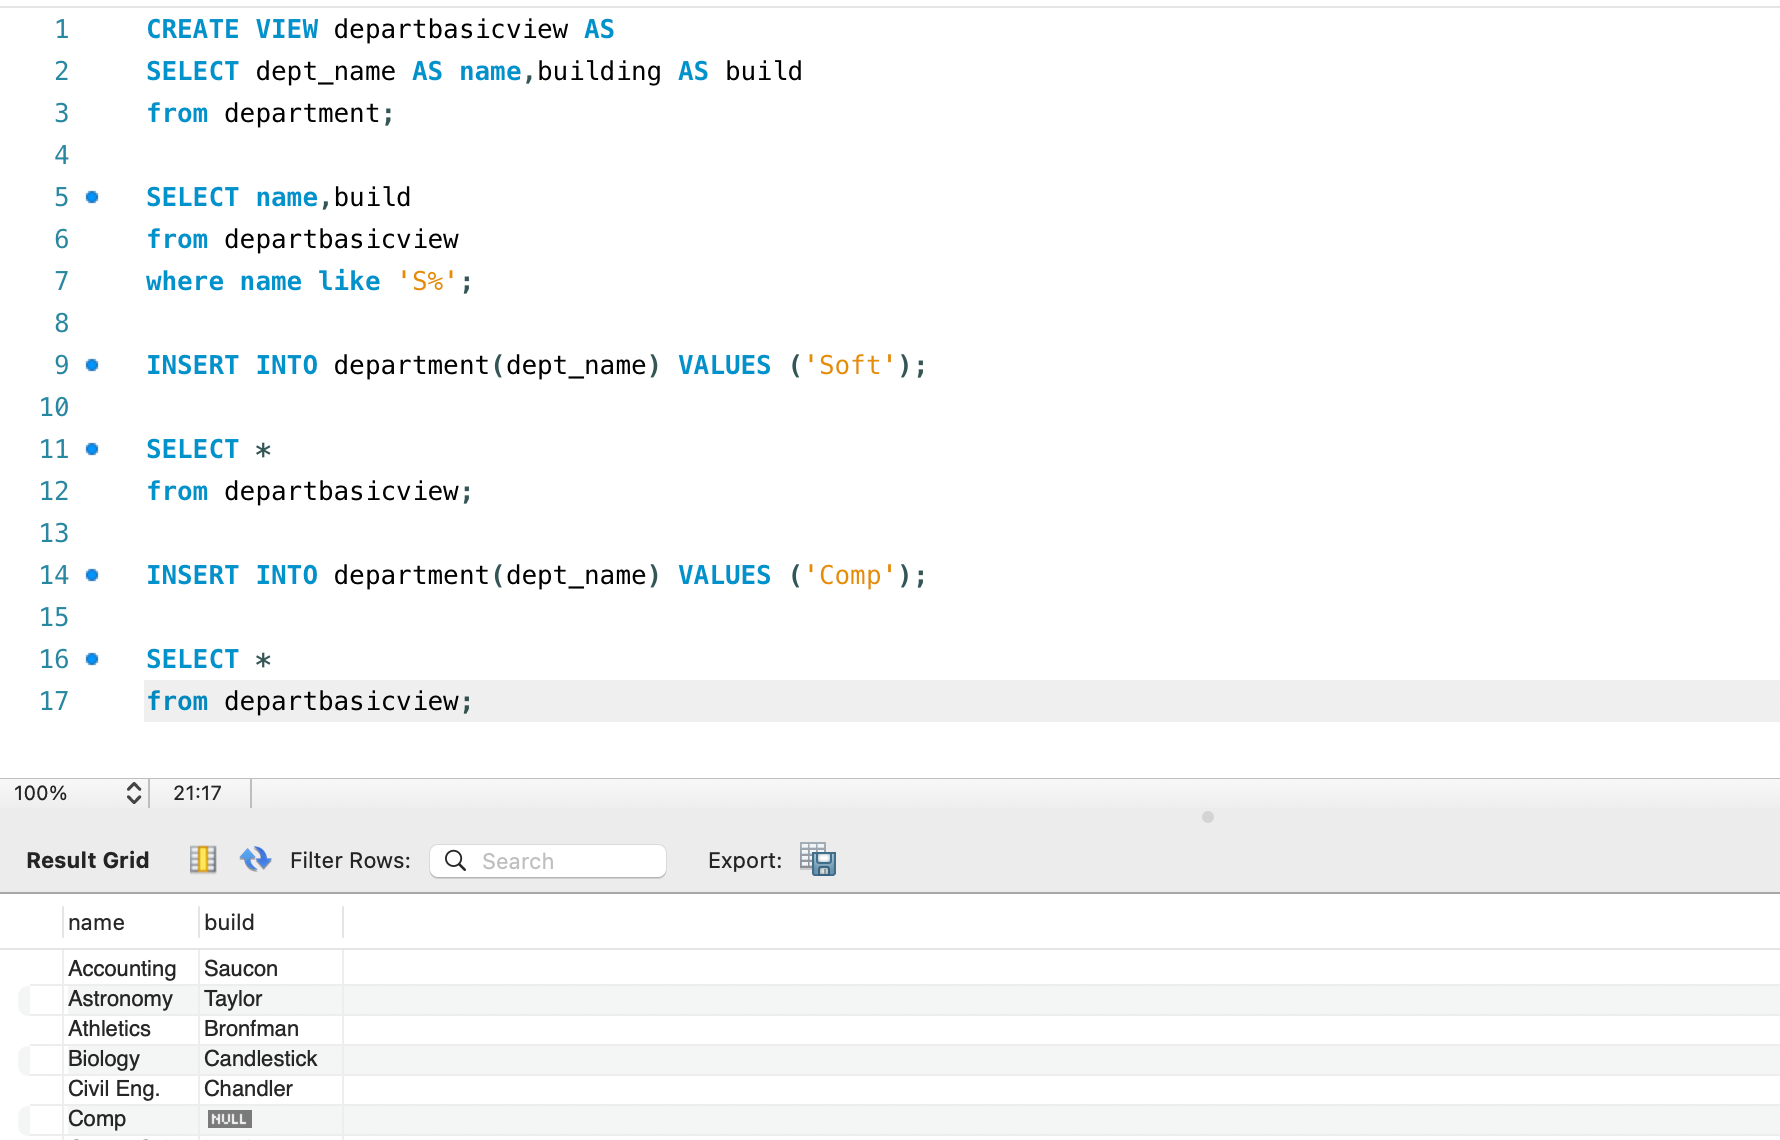 1 CREATE VIEW departbasicview AS
2 SELECT dept_name AS name,building AS build
3 from department;
4
5 SELECT name,build
6 from departbasicview
7 where name like 'S%';
8
9 INSERT INTO department(dept_name) VALUES ('Soft');
10
11 SELECT *
12 from departbasicview;
13
14 INSERT INTO department(dept_name) VALUES ('Comp');
15
16 SELECT *
17 from departbasicview;
100% 21:17
Result Grid Filter Rows: Search Export:
name build
Accounting Saucon
Astronomy Taylor
Athletics Bronfman
Biology Candlestick
Civil Eng. Chandler
Comp NULL